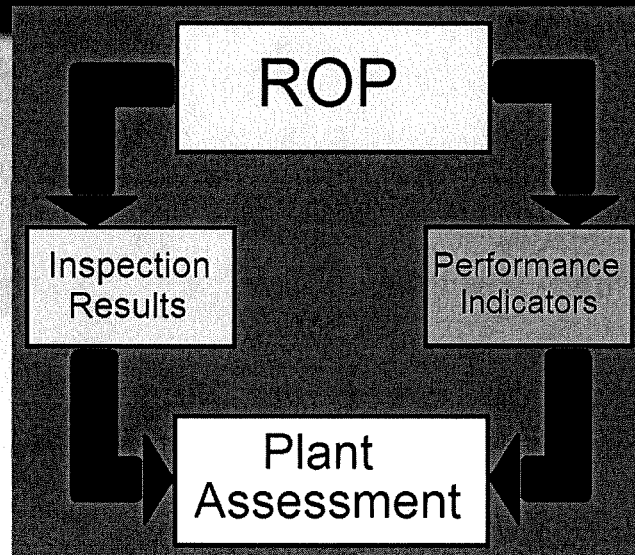 ROP
Inspection
Results
Performance
Indicators
Plant
Assessment